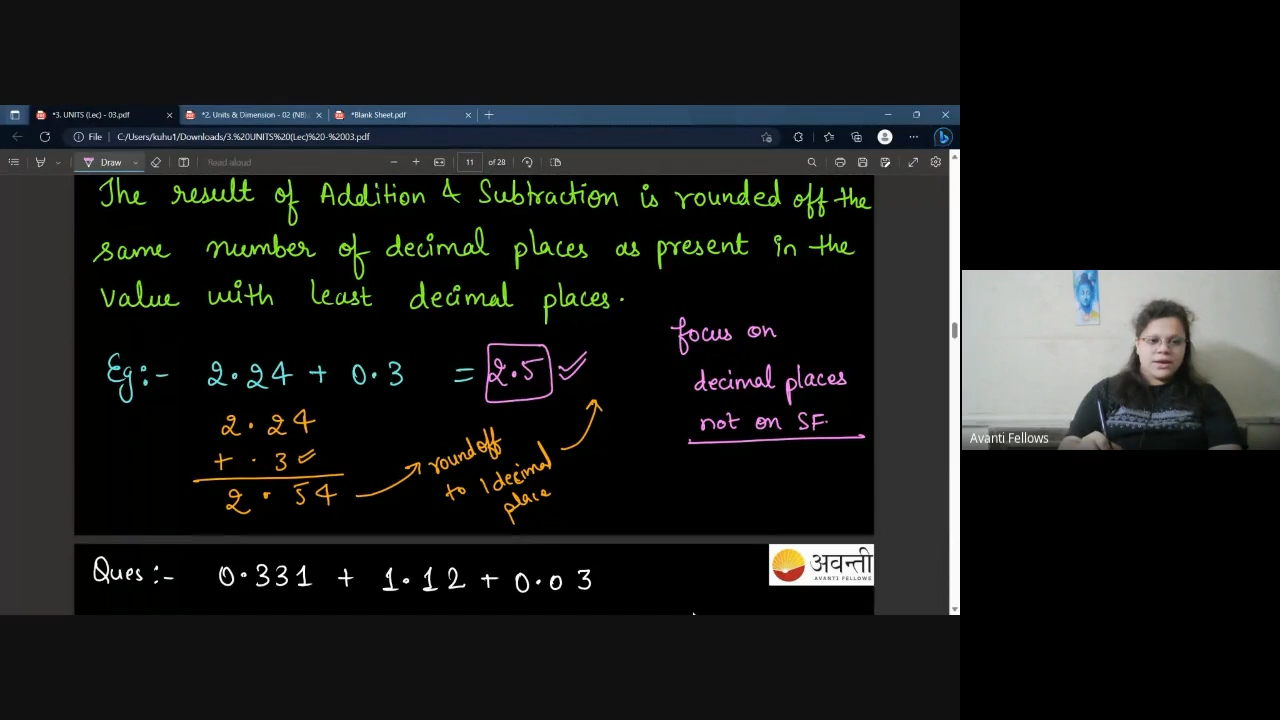 *3. UNITS (Lec) - 03.pdf
*2. Units & Dimension - 02 (NB).
*Blank Sheet.pdf
File
C:/Users/kuhu1/Downloads/3.%20UNITS%20(Lec)%20-%2003.pdf
Draw
Read aloud
11 of 28
The result of Addition & Subtraction is rounded off the
same number of decimal places as present in the
value with least decimal places.
Eg:- 2.24 + 0.3 = 2.5
focus on
decimal places
not on SF.
2.24
+ .3
2.54
round off
to 1 decimal
place
Ques:- 0.331 + 1.12 + 0.03
अवन्ती
AVANTI FELLOWS
Avanti Fellows